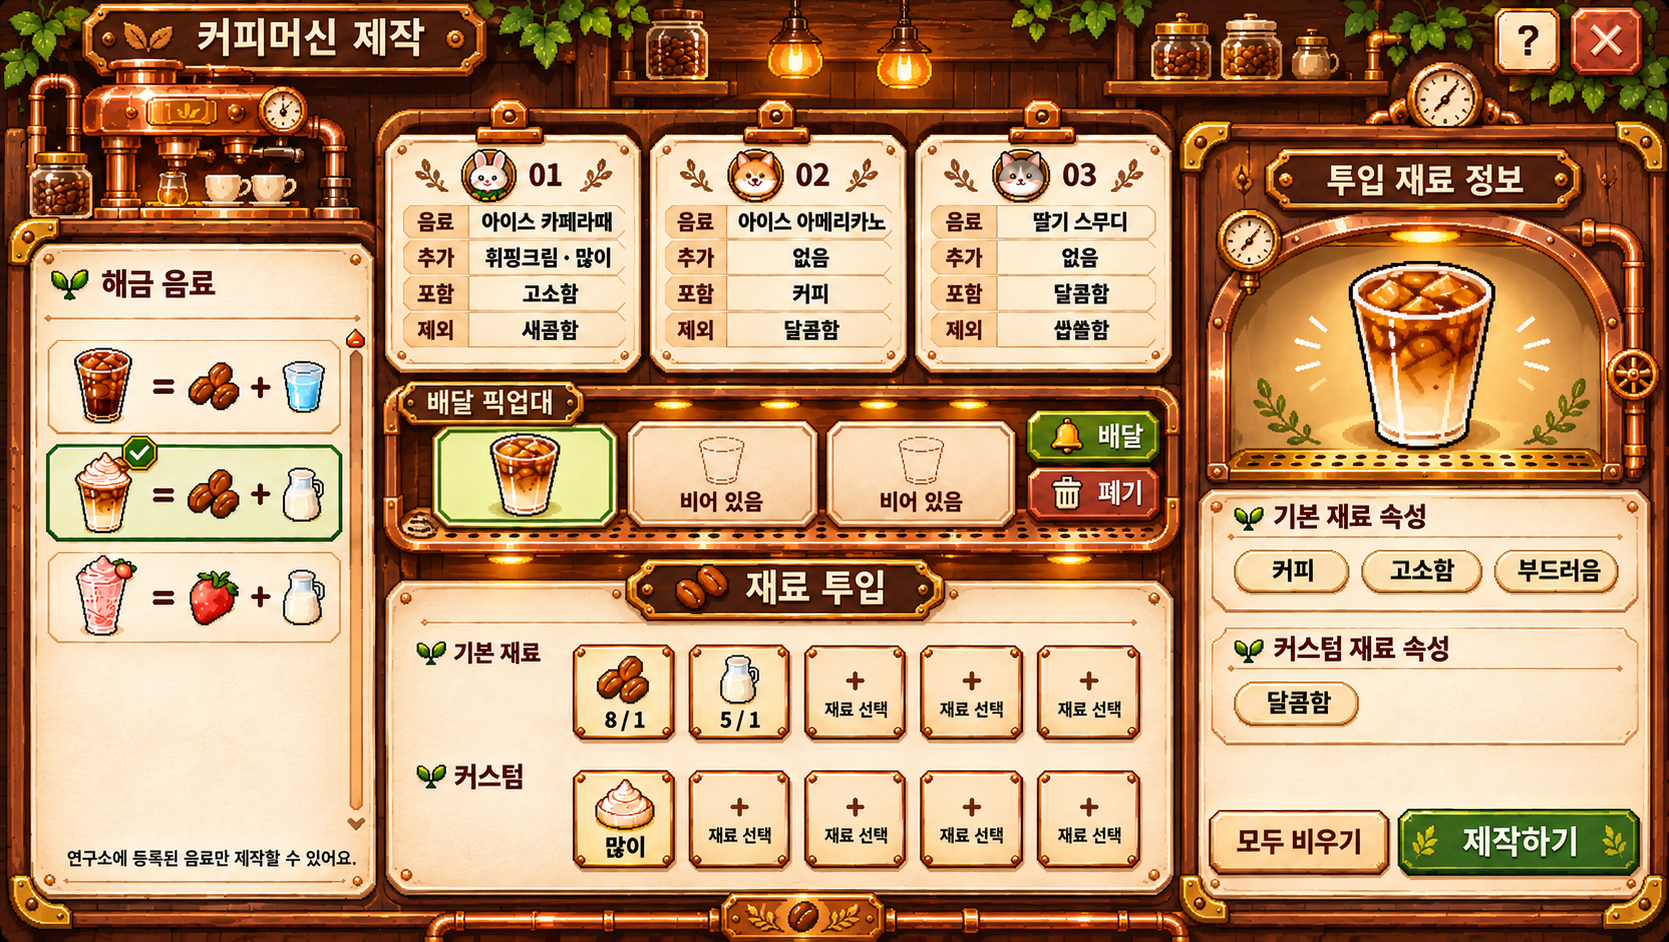 커피머신 제작
?
해금 음료
=
+
=
+
=
+
연구소에 등록된 음료만 제작할 수 있어요.
01
음료 아이스 카페라때
추가 휘핑크림 · 많이
포함 고소함
제외 새콤함
02
음료 아이스 아메리카노
추가 없음
포함 커피
제외 달콤함
03
음료 딸기 스무디
추가 없음
포함 달콤함
제외 쌉쌀함
배달 픽업대
비어 있음
비어 있음
배달
폐기
재료 투입
기본 재료
8/1
5/1
+
재료 선택
+
재료 선택
+
재료 선택
커스텀
많이
+
재료 선택
+
재료 선택
+
재료 선택
+
재료 선택
투입 재료 정보
기본 재료 속성
커피
고소함
부드러움
커스텀 재료 속성
달콤함
모두 비우기
제작하기